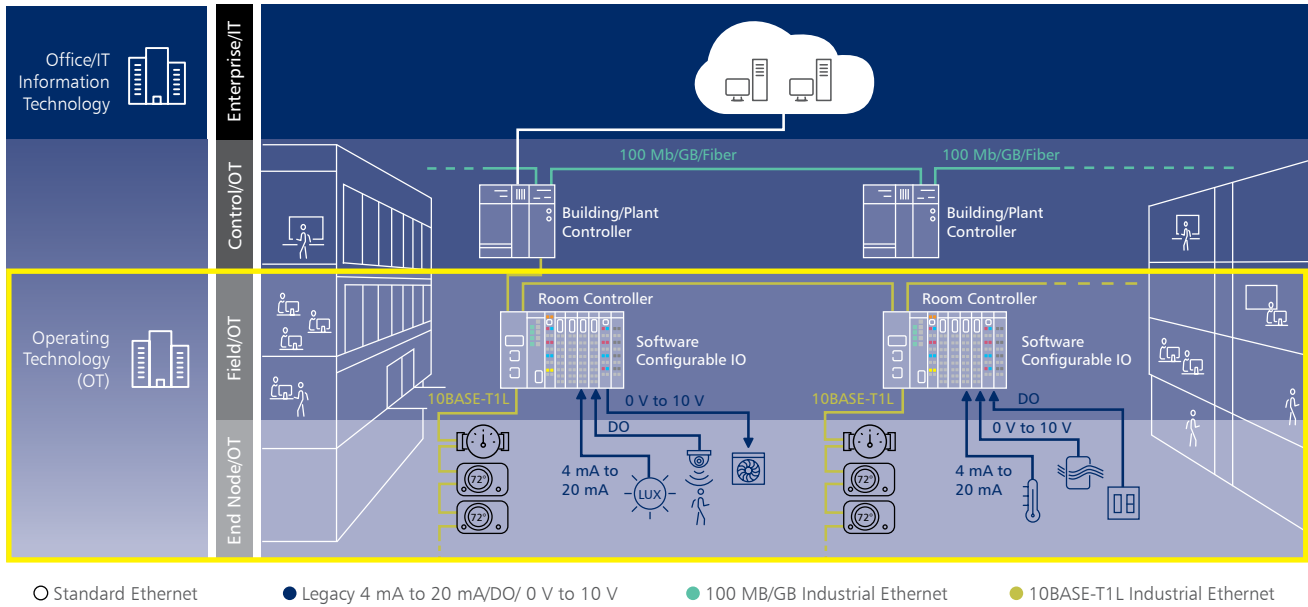 Office/IT
Information
Technology
Enterprise/IT
Control/OT
100 Mb/GB/Fiber
100 Mb/GB/Fiber
Building/Plant
Controller
Building/Plant
Controller
Operating
Technology
(OT)
Field/OT
Room Controller
Software
Configurable IO
Room Controller
Software
Configurable IO
10BASE-T1L
0 V to 10 V
DO
10BASE-T1L
DO
0 V to 10 V
End Node/OT
72°
72°
4 mA to
20 mA
LUX
72°
72°
4 mA to
20 mA
Standard Ethernet
Legacy 4 mA to 20 mA/DO/ 0 V to 10 V
100 MB/GB Industrial Ethernet
10BASE-T1L Industrial Ethernet